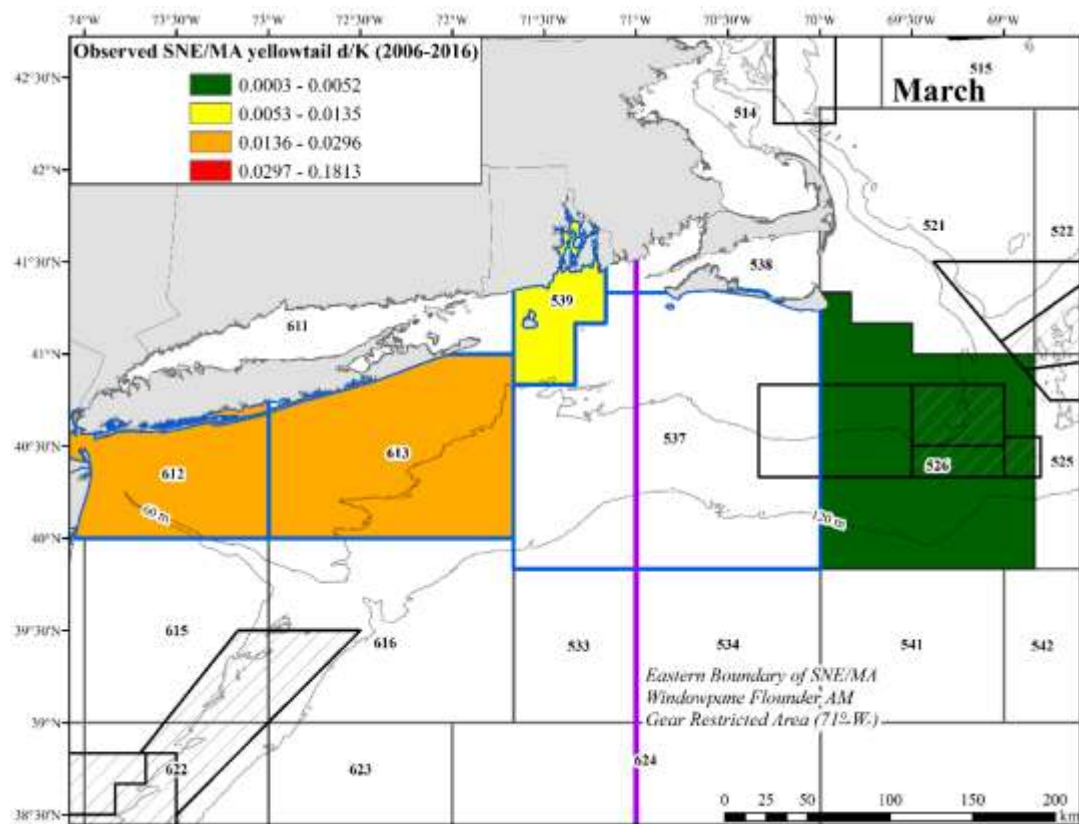 74°W 73°30'W 73°W 72°30'W 72°W 71°30'W 71°W 70°30'W 70°W 69°30'W 69°W
Observed SNE/MA yellowtail d/K (2006-2016)
0.0003 - 0.0052
0.0053 - 0.0135
0.0136 - 0.0296
0.0297 - 0.1813
March
515
514
521
522
538
539
611
537
613
612
526
525
60 m
120 m
615
616
533
534
541
542
Eastern Boundary of SNE/MA
Windowpane Flounder AM
Gear Restricted Area (71° W)
622
623
624
42°30'N
42°N
41°30'N
41°N
40°30'N
40°N
39°30'N
39°N
38°30'N
0 25 50 100 150 200
km